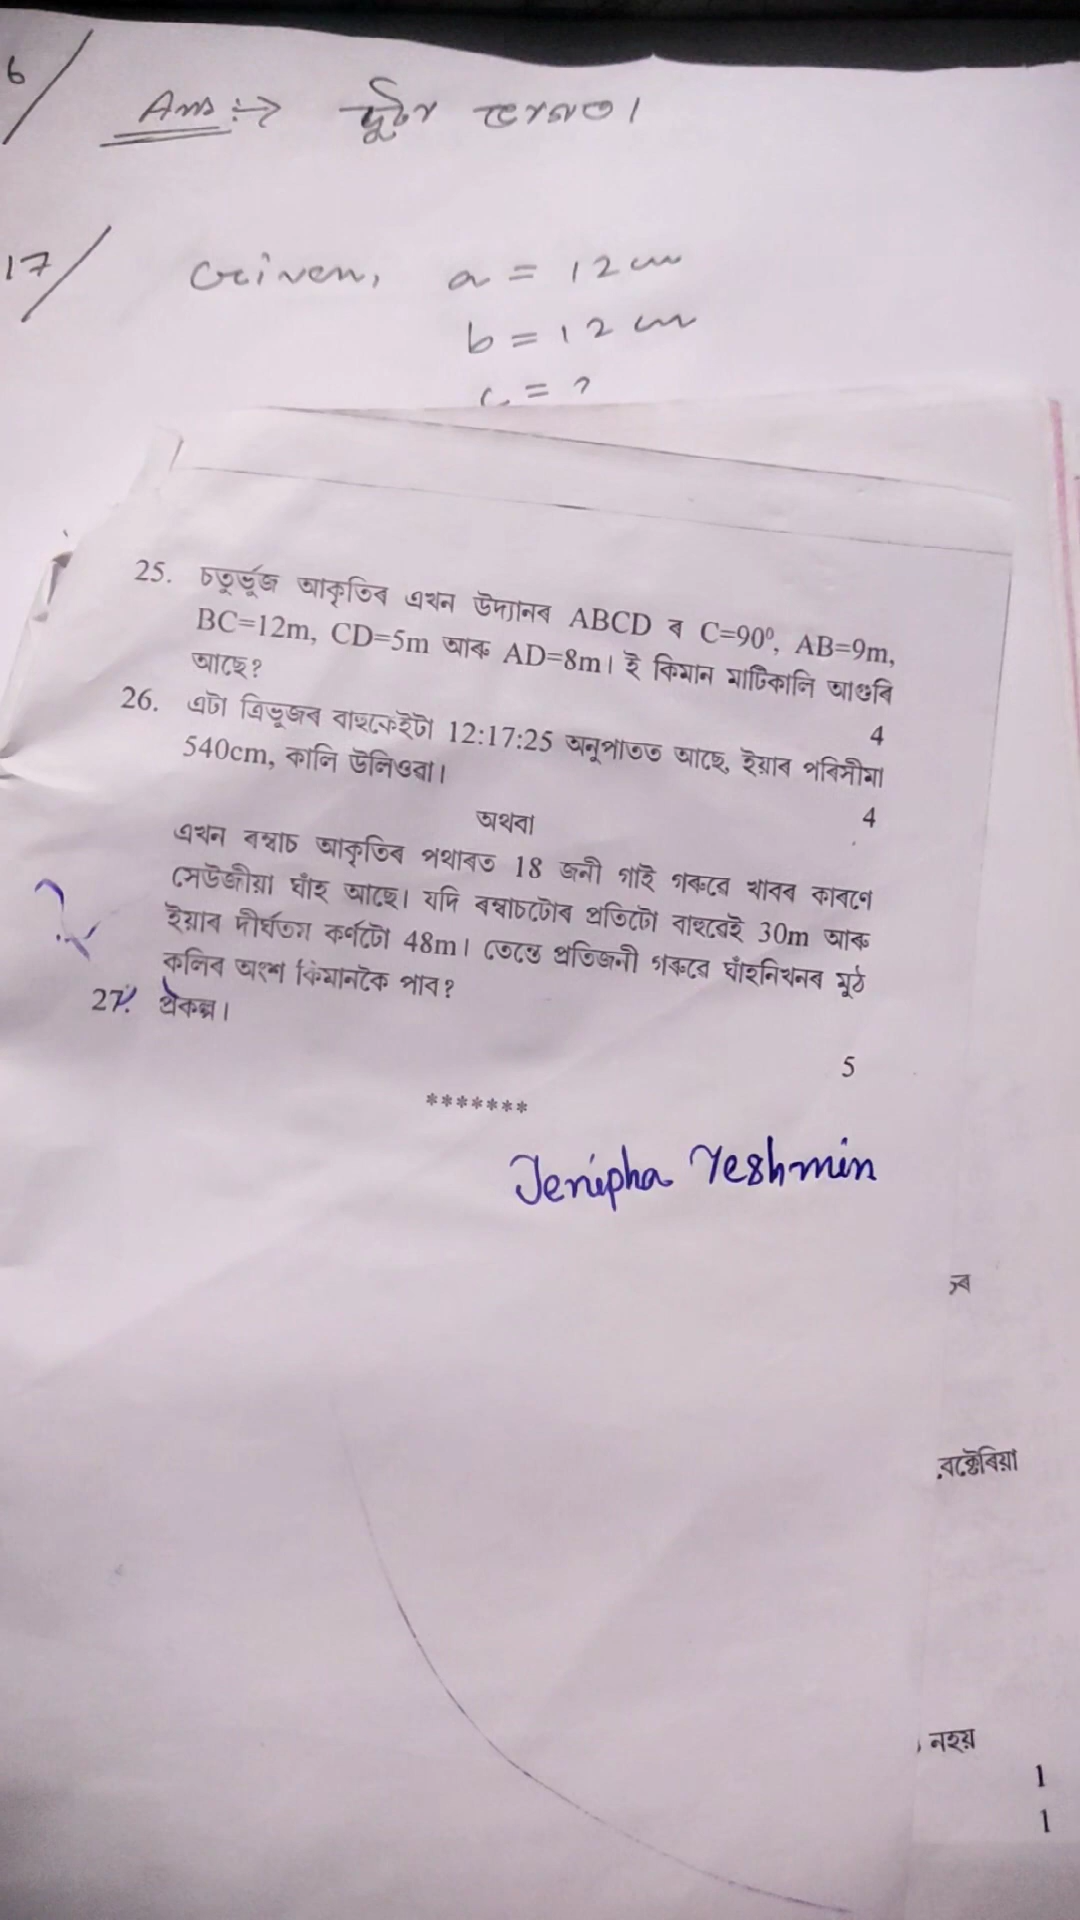 6
Ans :→ দুটা
17
Given, a = 12 cm
b = 12 cm
c = ?
25. চতুৰ্ভূজ আকৃতিৰ এখন উদ্যানৰ ABCD ৰ C=90⁰, AB=9m,
BC=12m, CD=5m আৰু AD=8m। ই কিমান মাটিকালি আগুৰি
আছে?
4
26. এটা ত্ৰিভূজৰ বাহুকেইটা 12:17:25 অনুপাতত আছে, ইয়াৰ পৰিসীমা
540cm, কালি উলিওৱা।
4
অথবা
এখন ৰম্বাচ আকৃতিৰ পথাৰত 18 জনী গাই গৰুৱে খাবৰ কাৰণে
সেউজীয়া ঘাঁহ আছে। যদি ৰম্বাচটোৰ প্ৰতিটো বাহুৱেই 30m আৰু
ইয়াৰ দীৰ্ঘতম কৰ্ণটো 48m। তেন্তে প্ৰতিজনী গৰুৱে ঘাঁহনিখনৰ মুঠ
কলিৰ অংশ কিমানকৈ পাব?
27. প্ৰকল্প।
5
*******
Jenipha Yeshmin
ৰ
বেক্টেৰিয়া
নহয়
1
1